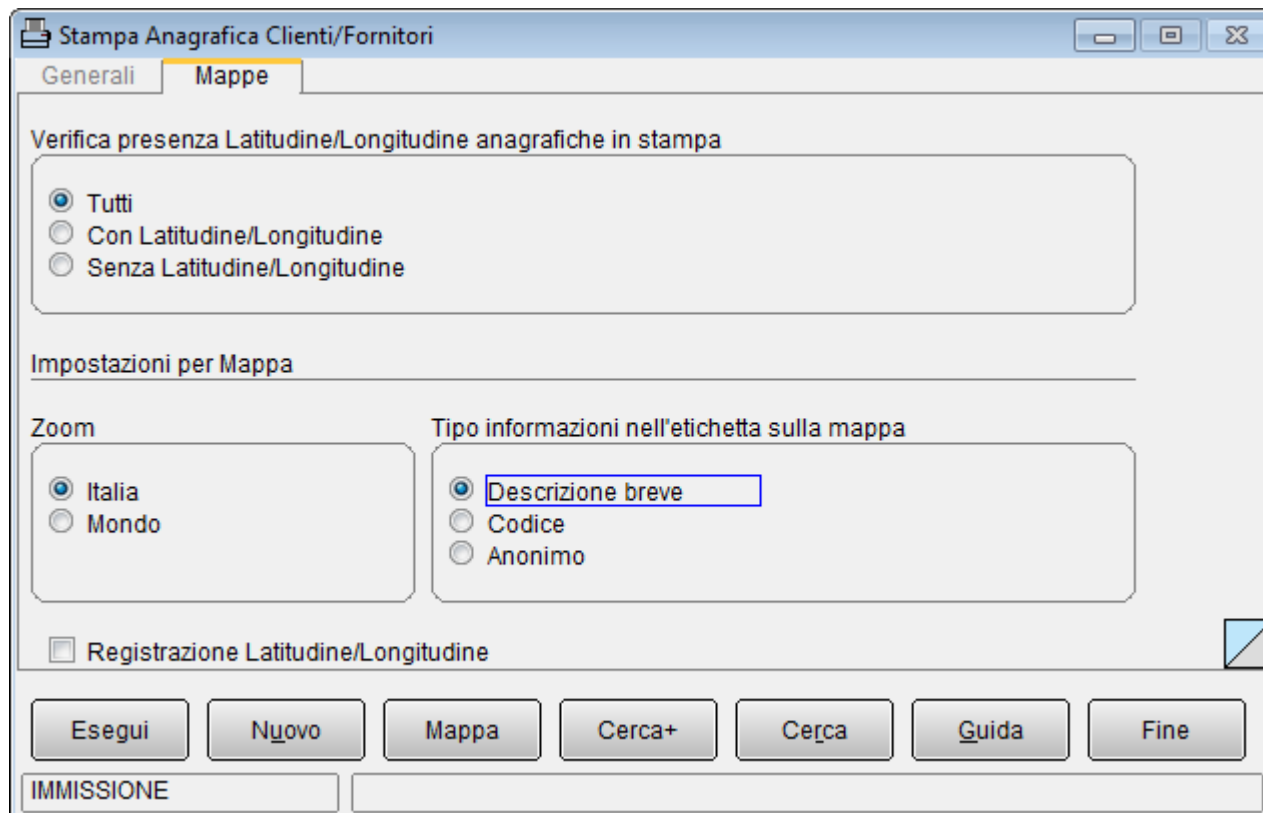 Stampa Anagrafica Clienti/Fornitori
Generali Mappe
Verifica presenza Latitudine/Longitudine anagrafiche in stampa
Tutti
Con Latitudine/Longitudine
Senza Latitudine/Longitudine
Impostazioni per Mappa
Zoom Tipo informazioni nell'etichetta sulla mappa
Italia Descrizione breve
Mondo Codice
Anonimo
Registrazione Latitudine/Longitudine
Esegui Nuovo Mappa Cerca+ Cerca Guida Fine
IMMISSIONE